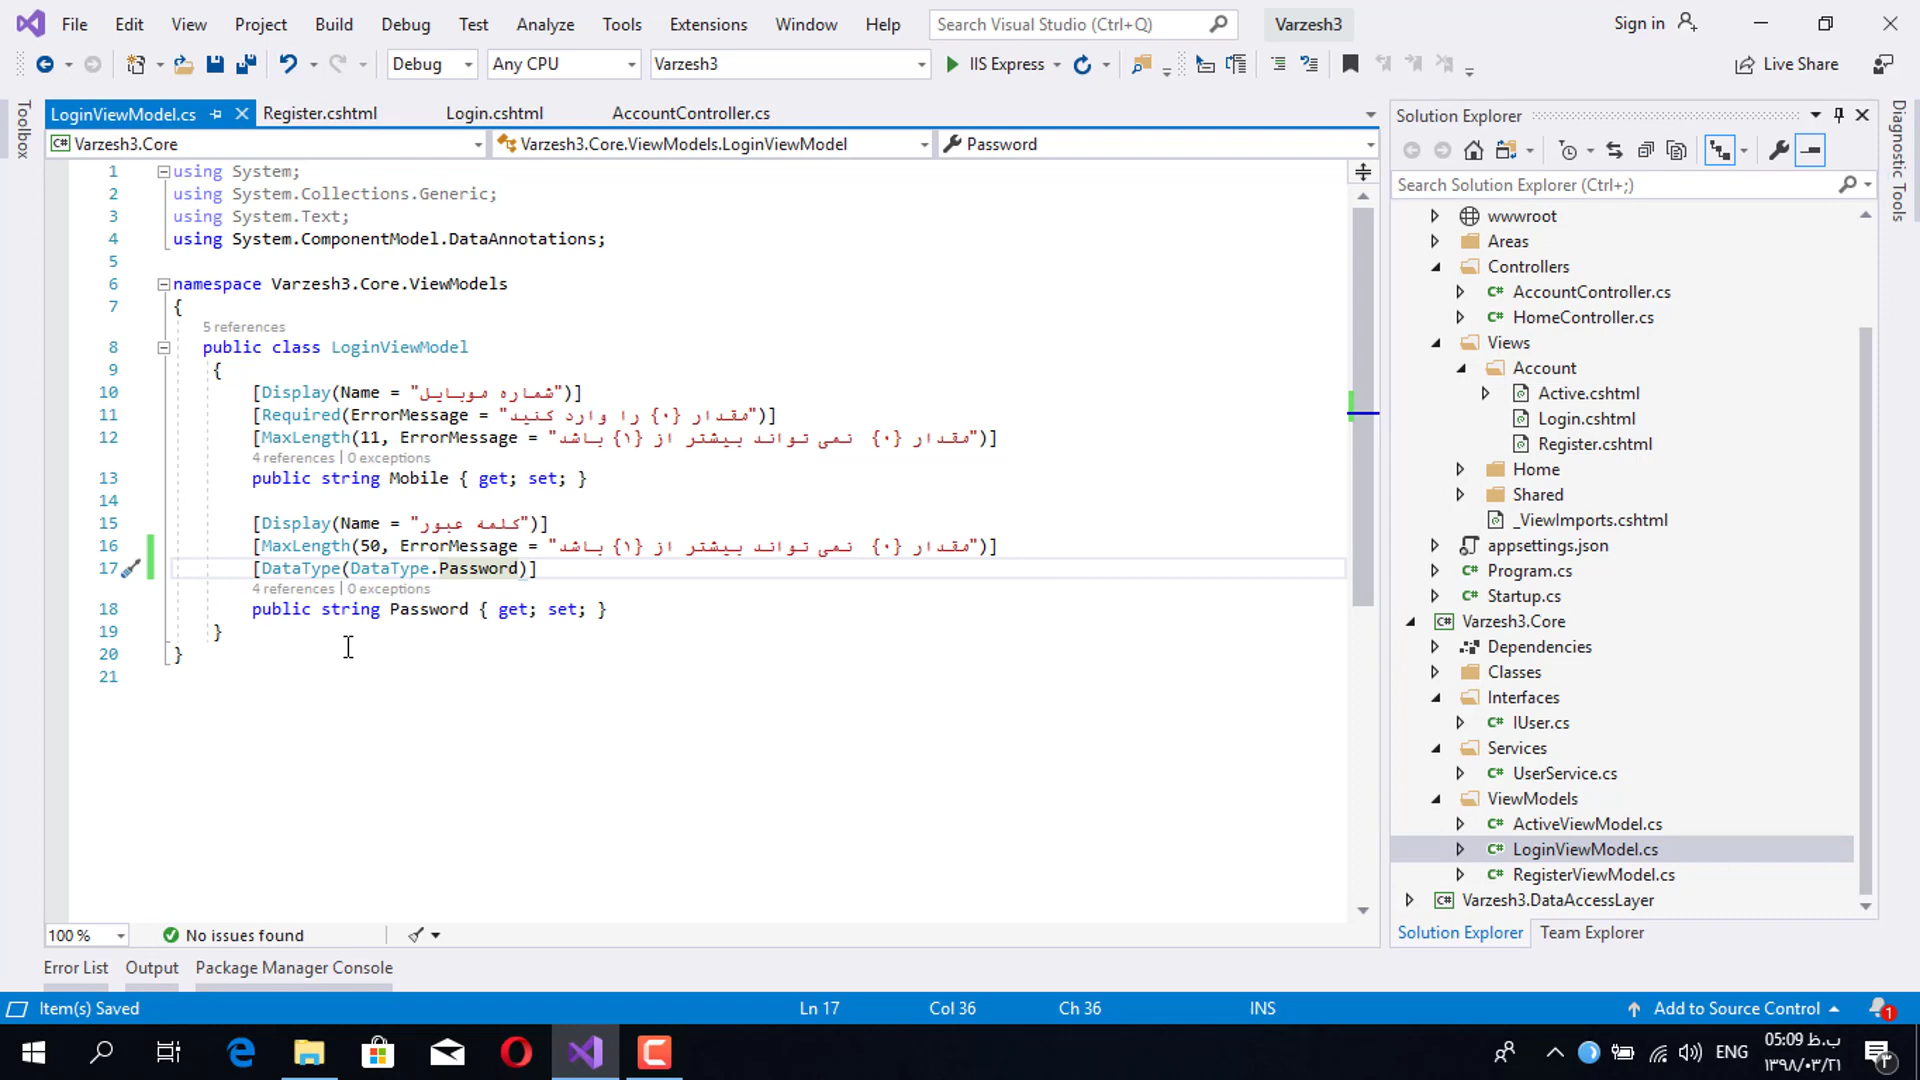 File Edit View Project Build Debug Test Analyze Tools Extensions Window Help Search Visual Studio (Ctrl+Q) Varzesh3 Sign in
Debug Any CPU Varzesh3 IIS Express Live Share
Toolbox
LoginViewModel.cs Register.cshtml Login.cshtml AccountController.cs
Varzesh3.Core Varzesh3.Core.ViewModels.LoginViewModel Password
1 using System;
2 using System.Collections.Generic;
3 using System.Text;
4 using System.ComponentModel.DataAnnotations;
5
6 namespace Varzesh3.Core.ViewModels
7 {
5 references
8 public class LoginViewModel
9 {
10 [Display(Name = "شماره موبایل")]
11 [Required(ErrorMessage = "مقدار {۰} را وارد کنید")]
12 [MaxLength(11, ErrorMessage = "مقدار {۰} نمی تواند بیشتر از {۱} باشد")]
4 references | 0 exceptions
13 public string Mobile { get; set; }
14
15 [Display(Name = "کلمه عبور")]
16 [MaxLength(50, ErrorMessage = "مقدار {۰} نمی تواند بیشتر از {۱} باشد")]
17 [DataType(DataType.Password)]
4 references | 0 exceptions
18 public string Password { get; set; }
19 }
20 }
21
100 % No issues found
Error List Output Package Manager Console
Solution Explorer
Search Solution Explorer (Ctrl+;)
wwwroot
Areas
Controllers
C# AccountController.cs
C# HomeController.cs
Views
Account
Active.cshtml
Login.cshtml
Register.cshtml
Home
Shared
_ViewImports.cshtml
appsettings.json
C# Program.cs
C# Startup.cs
C# Varzesh3.Core
Dependencies
Classes
Interfaces
C# IUser.cs
Services
C# UserService.cs
ViewModels
C# ActiveViewModel.cs
C# LoginViewModel.cs
C# RegisterViewModel.cs
C# Varzesh3.DataAccessLayer
Solution Explorer Team Explorer
Diagnostic Tools
Item(s) Saved Ln 17 Col 36 Ch 36 INS Add to Source Control 1
ENG 05:09 ب.ظ
۱۳۹۸/۰۳/۲۱ ۳